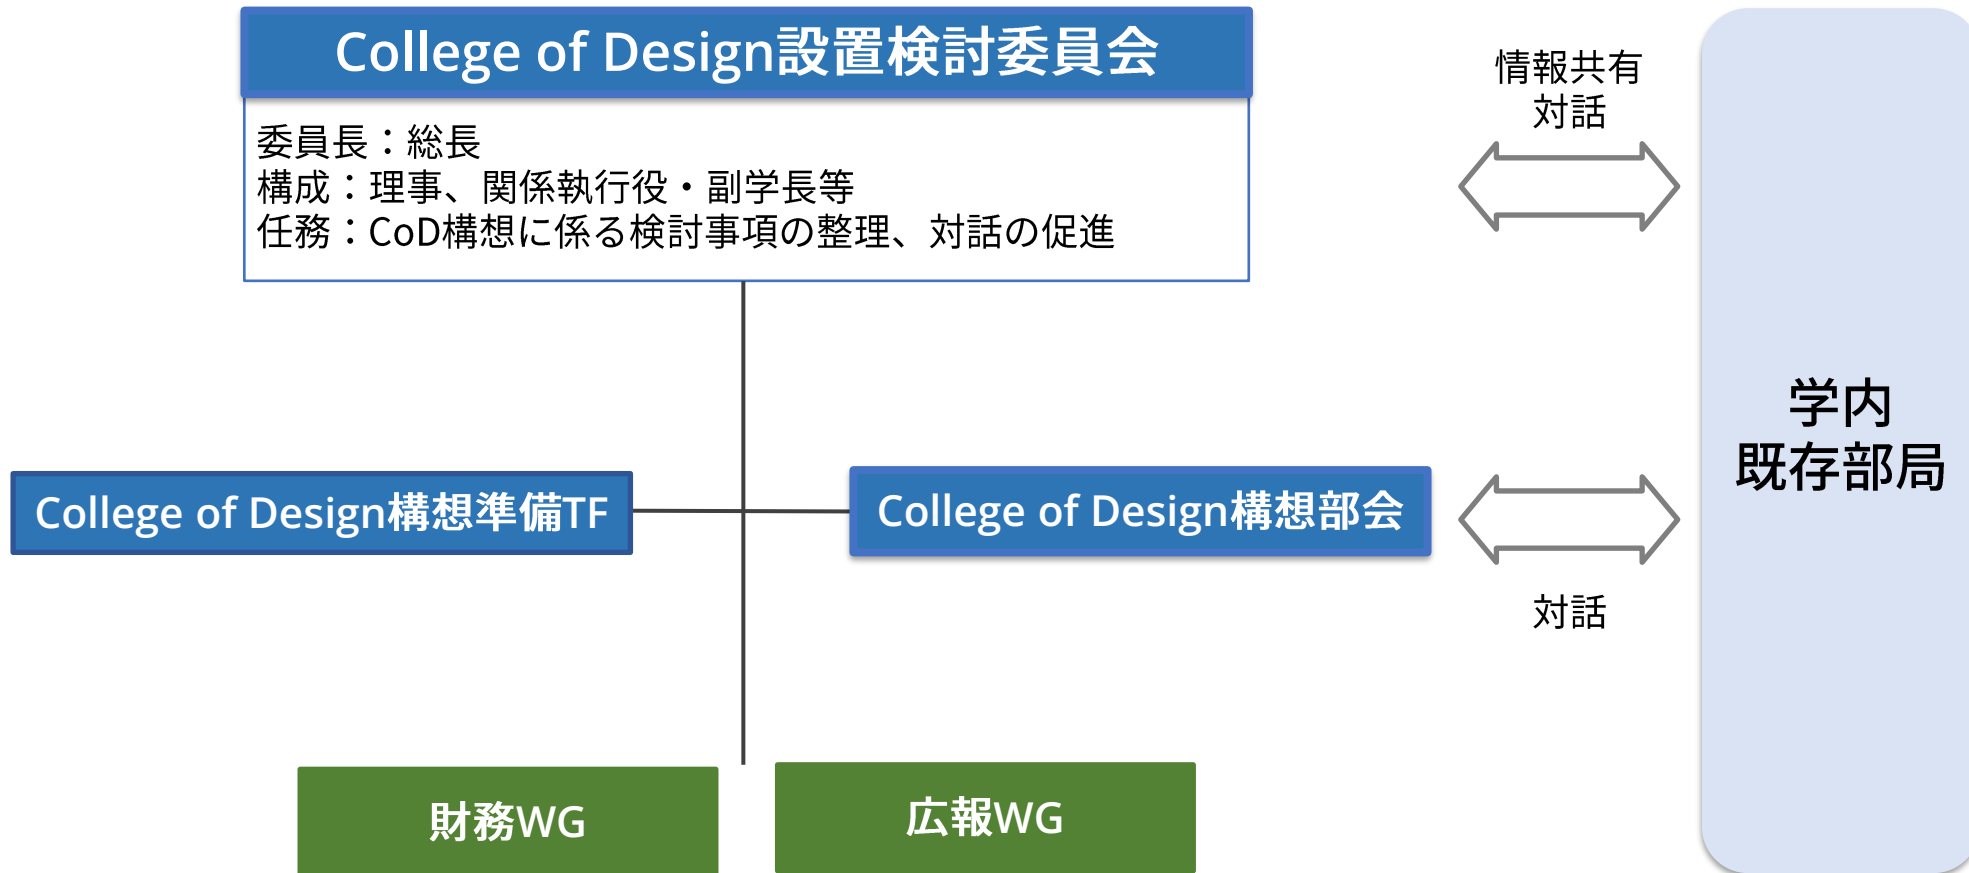 College of Design設置検討委員会
委員長：総長
構成：理事、関係執行役・副学長等
任務：CoD構想に係る検討事項の整理、対話の促進
情報共有
対話
学内
既存部局
College of Design構想準備TF
College of Design構想部会
対話
財務WG
広報WG